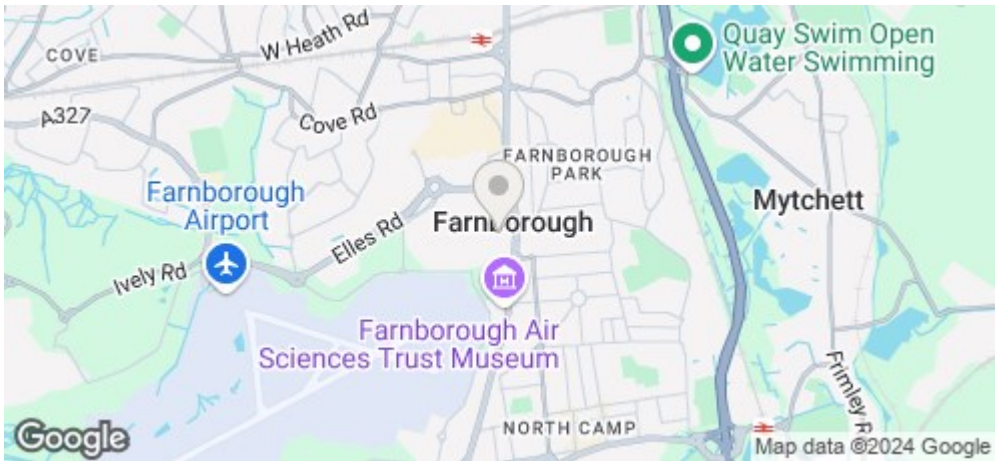 W Heath Rd
COVE
Quay Swim Open
Water Swimming
A327
Cove Rd
FARNBOROUGH
PARK
Farnborough
Airport
Mytchett
Farnborough
Elles Rd
Ively Rd
Farnborough Air
Sciences Trust Museum
Frimley R
NORTH CAMP
Google
Map data ©2024 Google